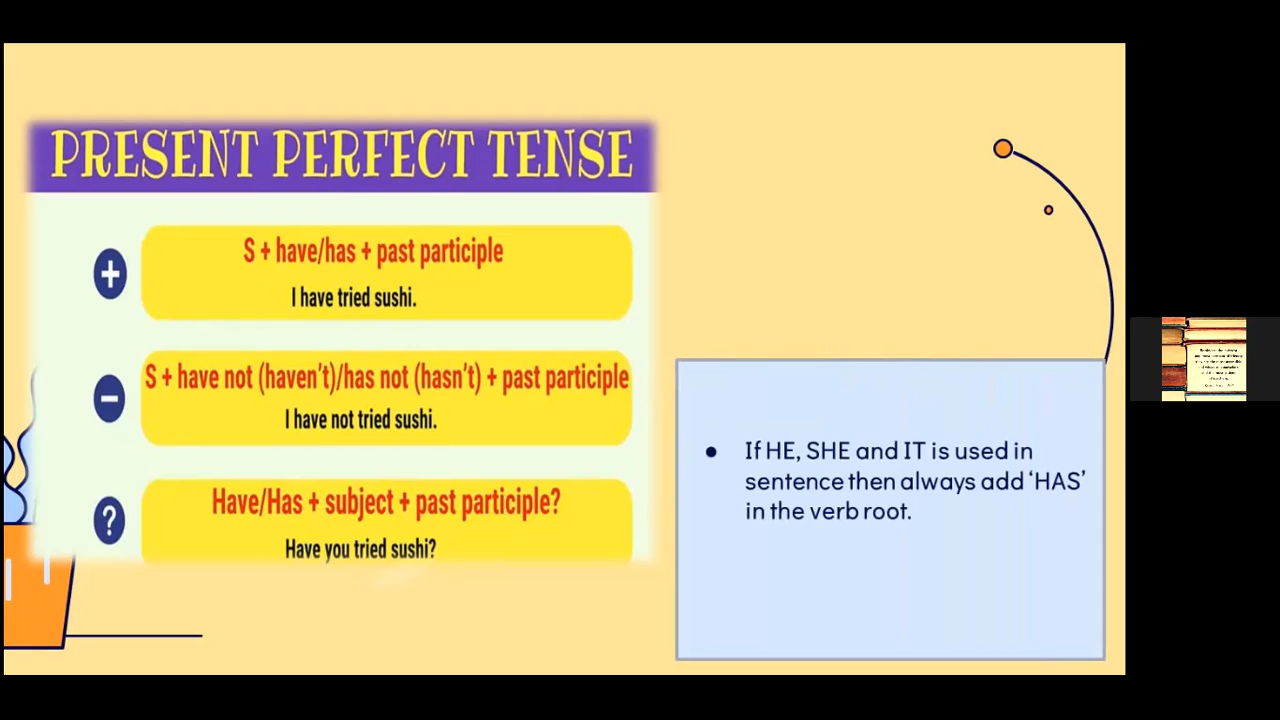 PRESENT PERFECT TENSE
S + have/has + past participle
I have tried sushi.
S + have not (haven't)/has not (hasn't) + past participle
I have not tried sushi.
Have/Has + subject + past participle?
Have you tried sushi?
● If HE, SHE and IT is used in
sentence then always add ‘HAS’
in the verb root.